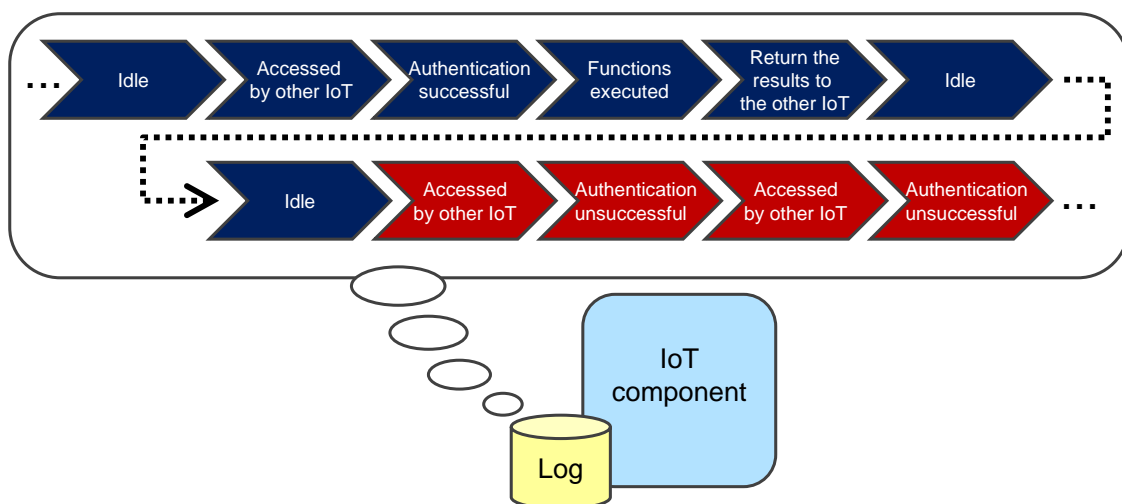 ...
Idle
Accessed
by other IoT
Authentication
successful
Functions
executed
Return the
results to
the other IoT
Idle
Idle
Accessed
by other IoT
Authentication
unsuccessful
Accessed
by other IoT
Authentication
unsuccessful
...
IoT
component
Log